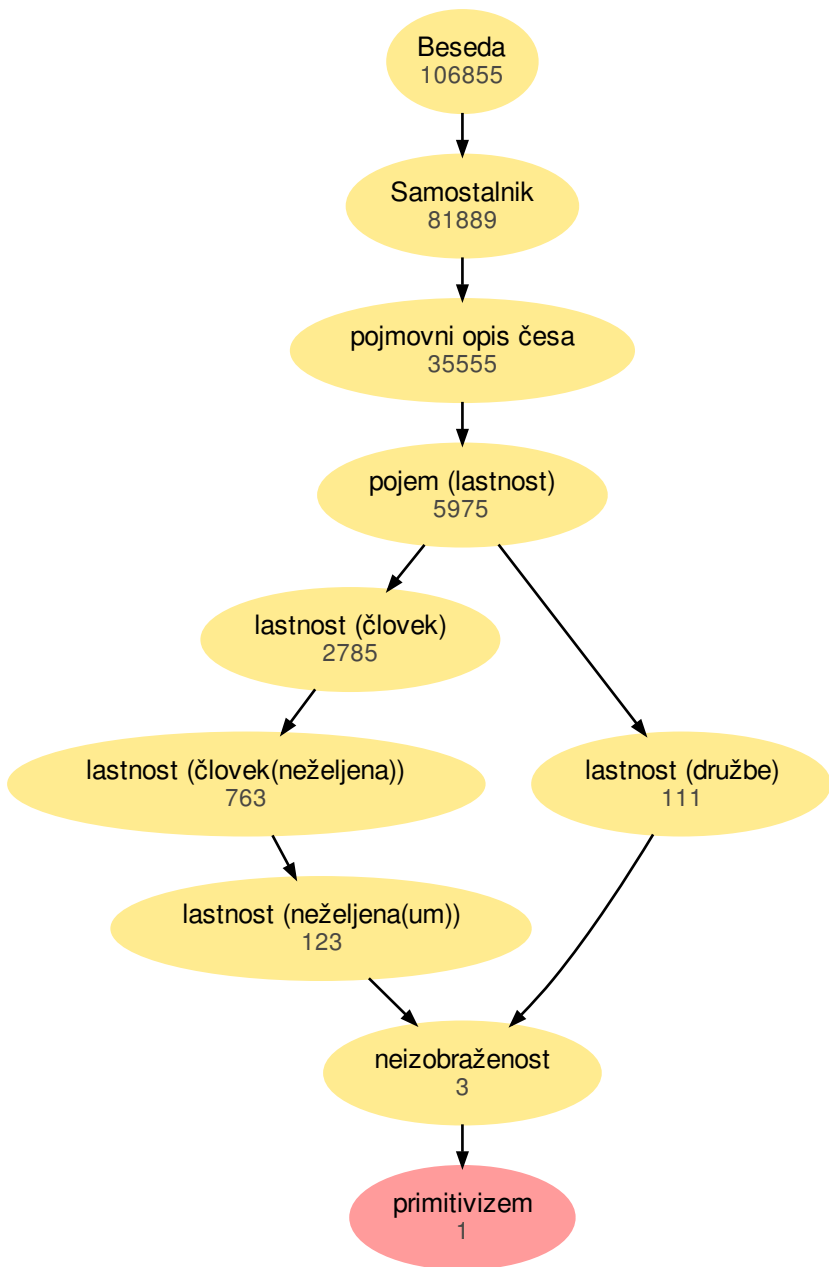 Beseda
106855
Samostalnik
81889
pojmovni opis česa
35555
pojem (lastnost)
5975
lastnost (človek)
2785
lastnost (človek(neželjena))
763
lastnost (družbe)
111
lastnost (neželjena(um))
123
neizobraženost
3
primitivizem
1